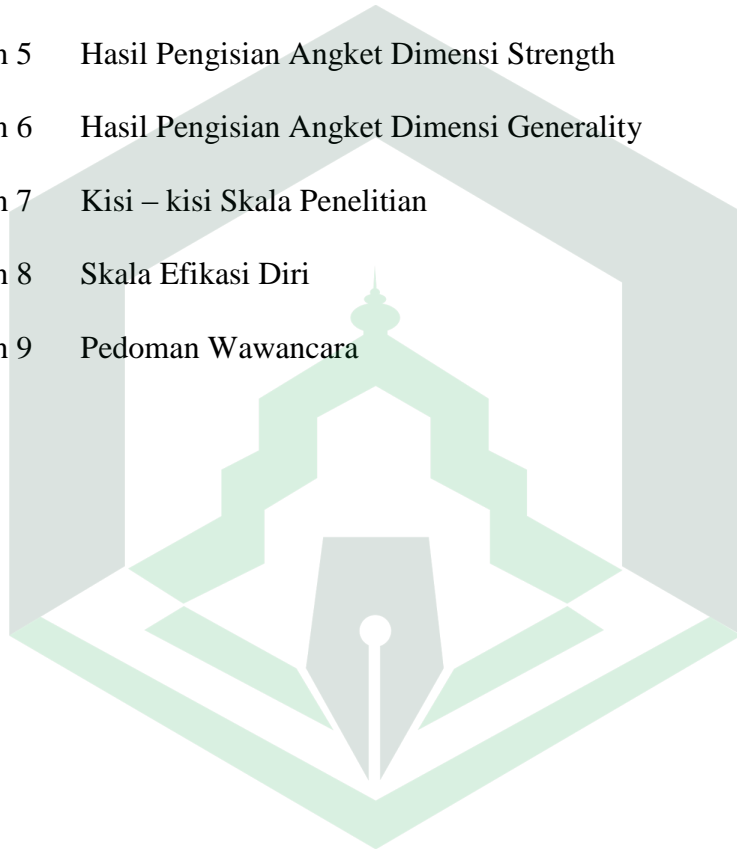 n 5 Hasil Pengisian Angket Dimensi Strength
n 6 Hasil Pengisian Angket Dimensi Generality
n 7 Kisi – kisi Skala Penelitian
n 8 Skala Efikasi Diri
n 9 Pedoman Wawancara